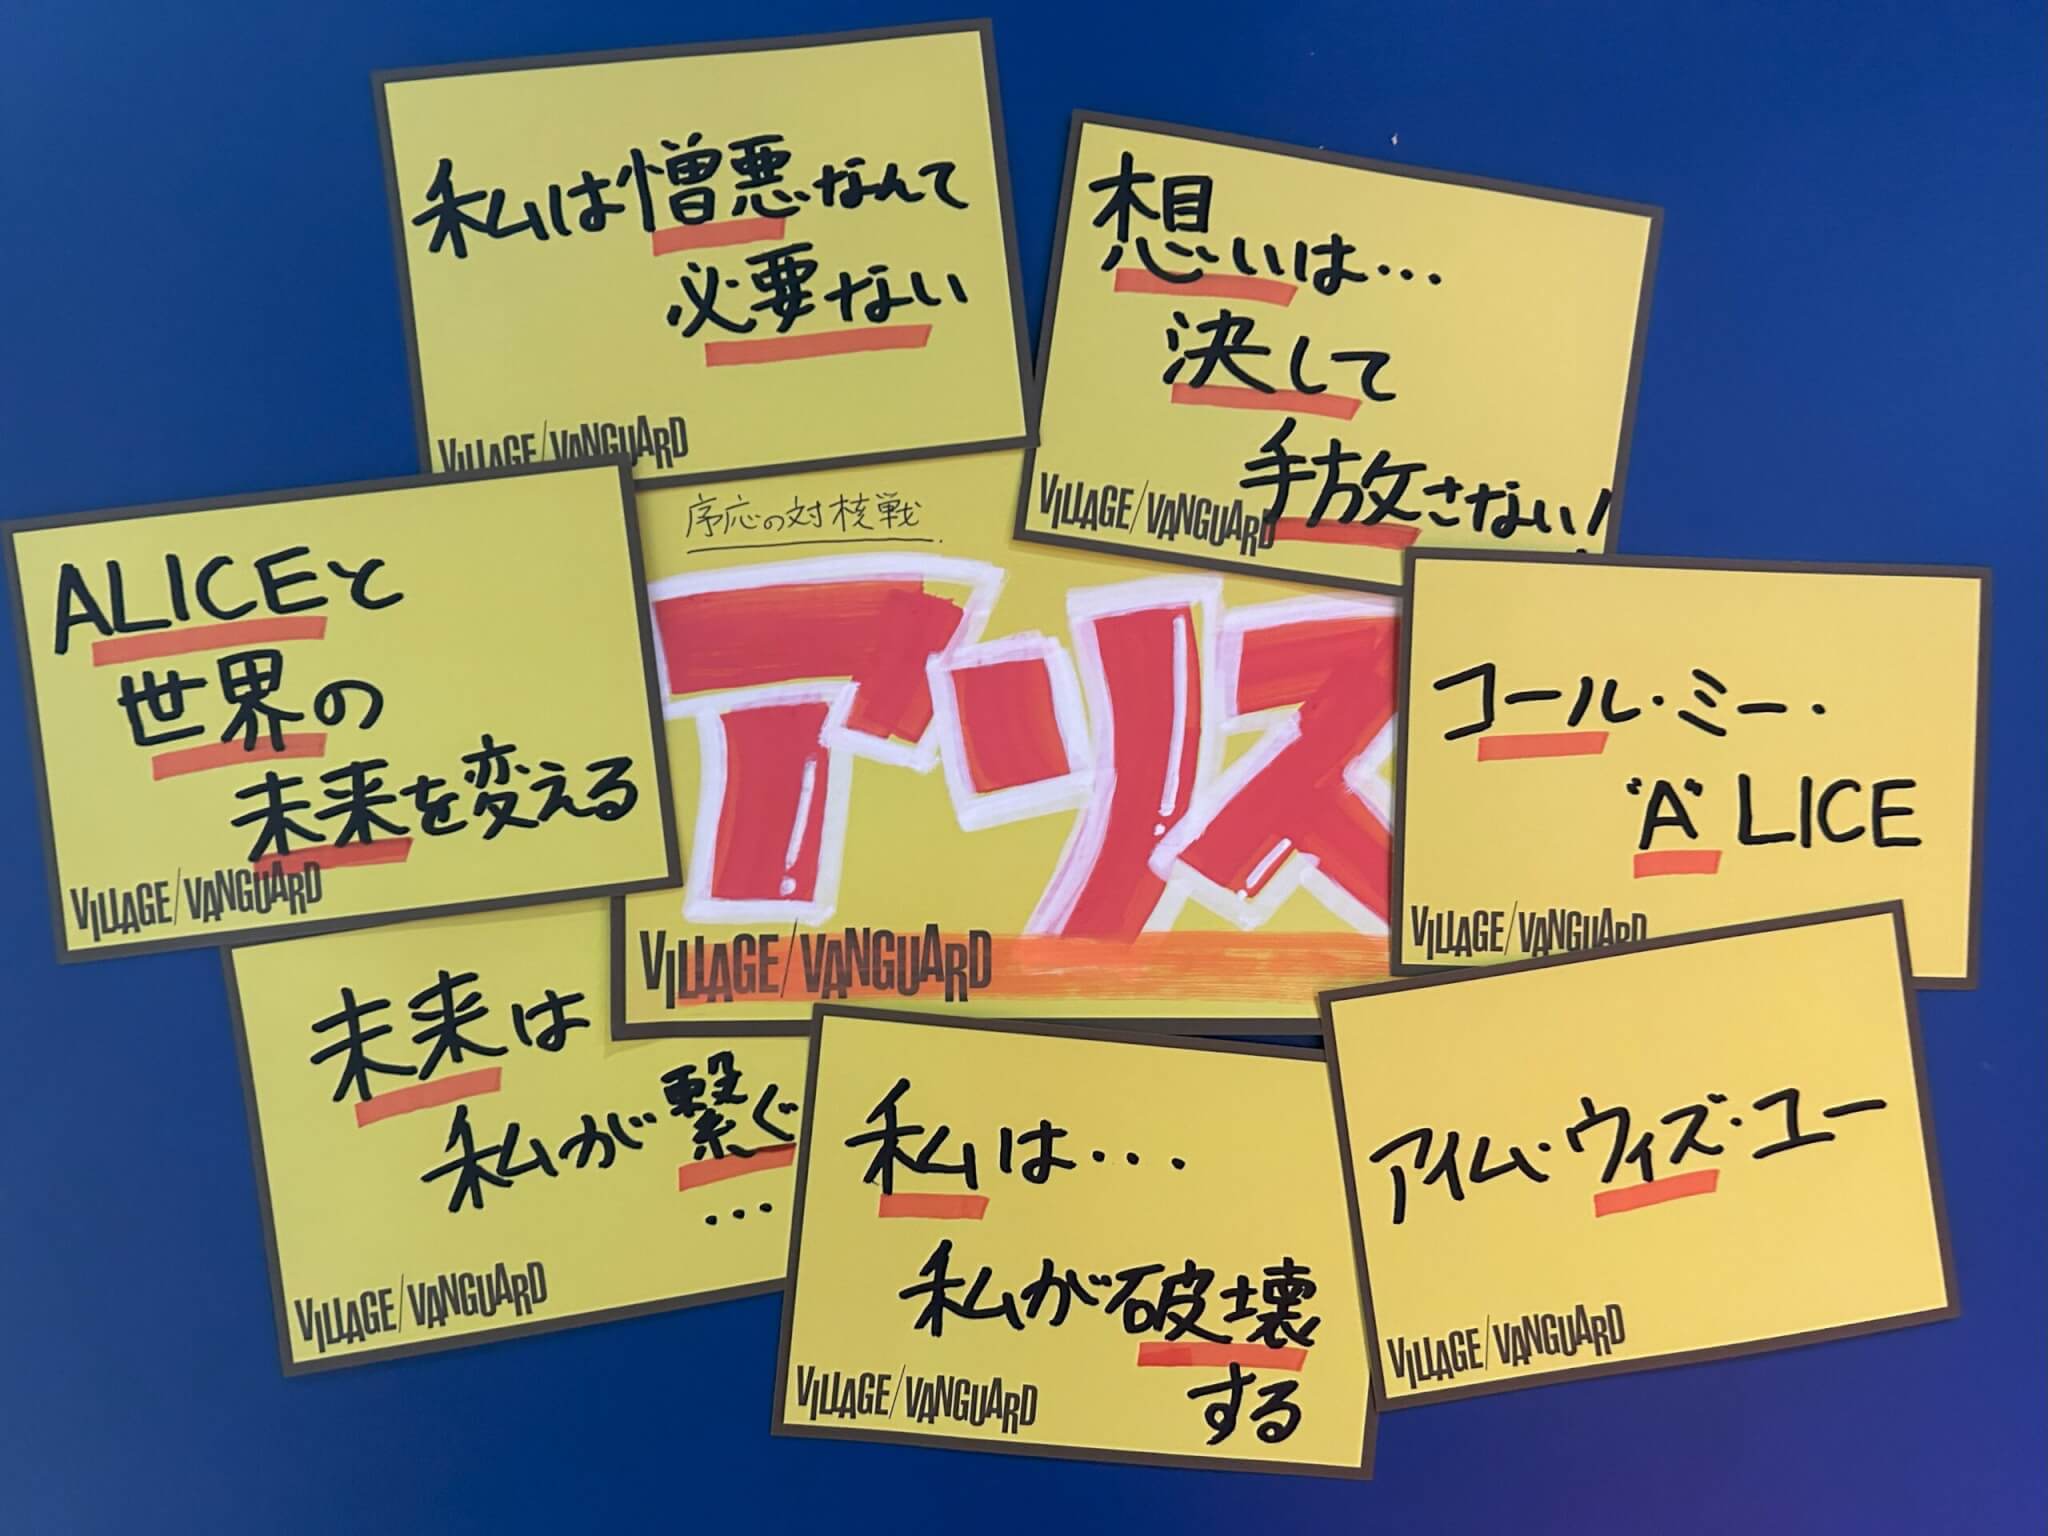 私は憎悪なんて
必要ない
VILLAGE/VANGUARD
想いは…
決して
手放さない!
VILLAGE/VANGUARD
ALICEと
世界の
未来を変える
VILLAGE/VANGUARD
序応の対核戦
アリス
VILLAGE/VANGUARD
コール・ミー・
"A"LICE
VILLAGE/VANGUARD
未来は
私が繋ぐ
…
VILLAGE/VANGUARD
私は…
私が破壊
する
VILLAGE/VANGUARD
アイム・ウィズ・ユー
VILLAGE/VANGUARD